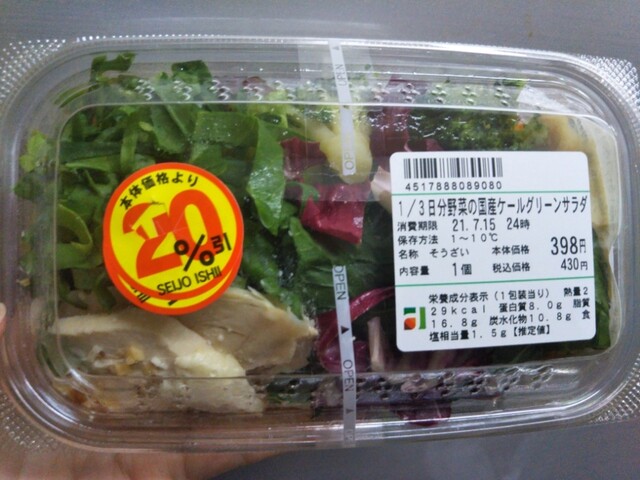 本体価格より
20%引
SEIJO ISHII
OPEN
OPEN
OPEN
4517888089080
1/3日分野菜の国産ケールグリーンサラダ
消費期限 21.7.15 24時
保存方法 1~10℃
名称 そうざい 本体価格 398円
内容量 1個 税込価格 430円
栄養成分表示(1包装当り) 熱量2
29kcal 蛋白質8.0g 脂質
16.8g 炭水化物10.8g 食
塩相当量1.5g【推定値】